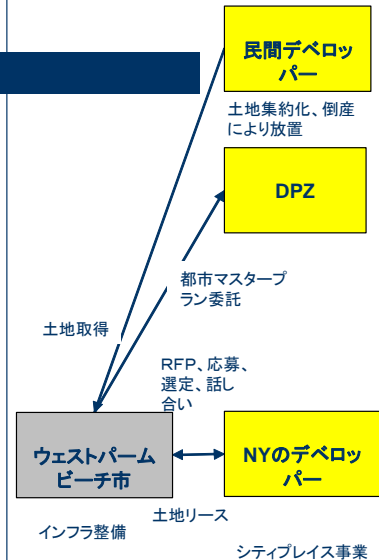 民間デベロッ
パー
土地集約化、倒産
により放置
DPZ
都市マスタープ
ラン委託
土地取得
RFP、応募、
選定、話し
合い
ウェストパーム
ビーチ市
NYのデベロッ
パー
土地リース
インフラ整備
シティプレイス事業